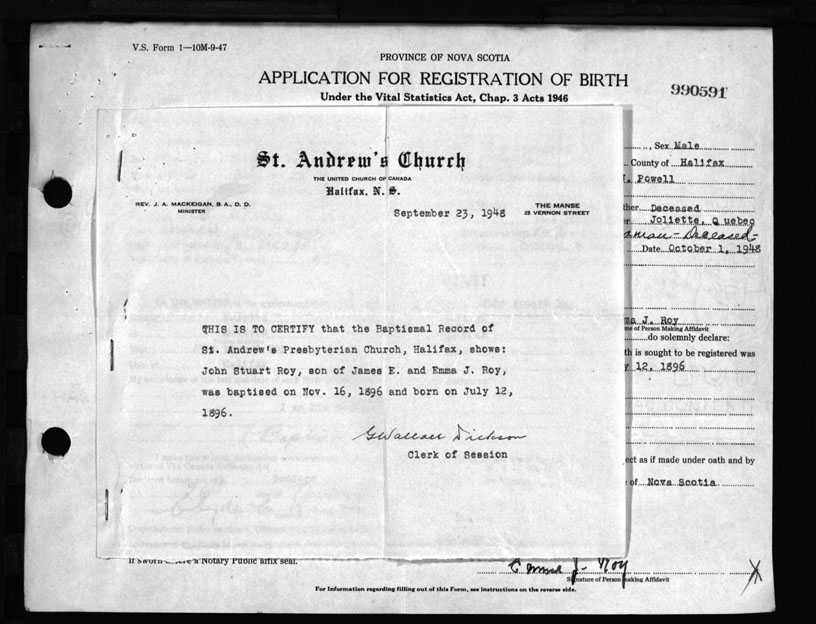 V.S. Form 1—10M-9-47
PROVINCE OF NOVA SCOTIA
APPLICATION FOR REGISTRATION OF BIRTH
Under the Vital Statistics Act, Chap. 3 Acts 1946
990591
St. Andrew's Church
THE UNITED CHURCH OF CANADA
Halifax, N. S.
REV. J. A. MACKEIGAN, B. A., D. D.
MINISTER
THE MANSE
25 VERNON STREET
September 23, 1948
THIS IS TO CERTIFY that the Baptismal Record of
St. Andrew's Presbyterian Church, Halifax, shows:
John Stuart Roy, son of James E. and Emma J. Roy,
was baptised on Nov. 16, 1896 and born on July 12,
1896.
G Wallace Dickson
Clerk of Session
, Sex Male
County of Halifax
Powell
Deceased
Joliette, Quebec
Deceased-
Date October 1, 1948
J. Roy
of Person Making Affidavit
do solemnly declare:
is sought to be registered was
12, 1896
as if made under oath and by
of Nova Scotia
a Notary Public affix seal.
Emma J. Roy
Signature of Person making Affidavit
For Information regarding filling out of this Form, see instructions on the reverse side.